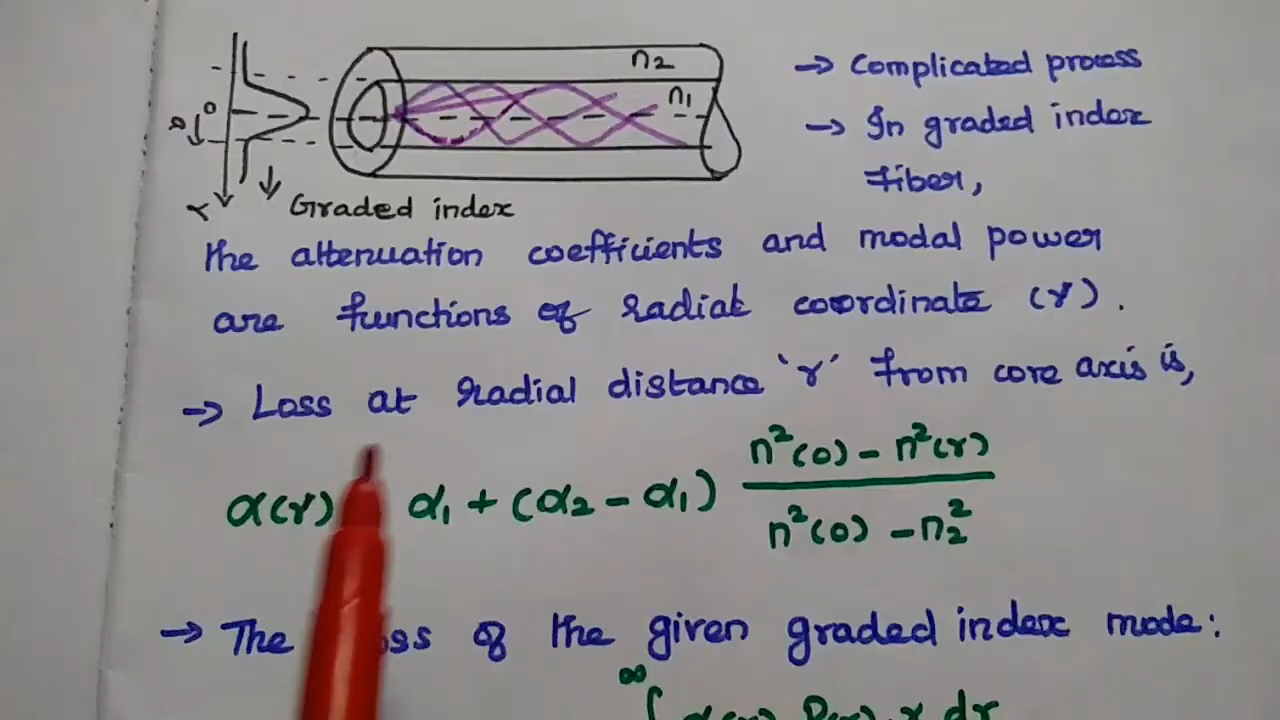 n2
n1
a
0
r
Graded index
→ Complicated process
→ In graded index
fiber,
the attenuation coefficients and modal power
are functions of radial coordinate (r).
→ Loss at radial distance 'r' from core axis is,
α(r) α1 + (α2 - α1) n²(0) - n²(r)
n²(0) - n2²
→ The of the given graded index mode:
∞
∫ dr